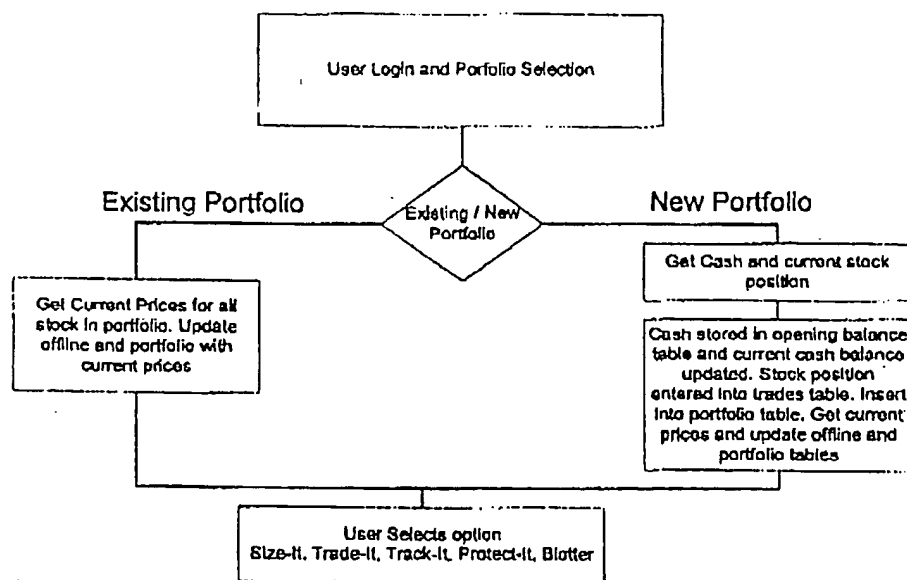 User Login and Porfolio Selection
Existing Portfolio
Existing / New
Portfolio
New Portfolio
Get Cash and current stock
position
Get Current Prices for all
stock in portfolio. Update
offline and portfolio with
current prices
Cash stored in opening balance
table and current cash balance
updated. Stock position
entered into trades table. Insert
into portfolio table. Get current
prices and update offline and
portfolio tables
User Selects option
Size-It, Trade-It, Track-It, Protect-It, Blotter